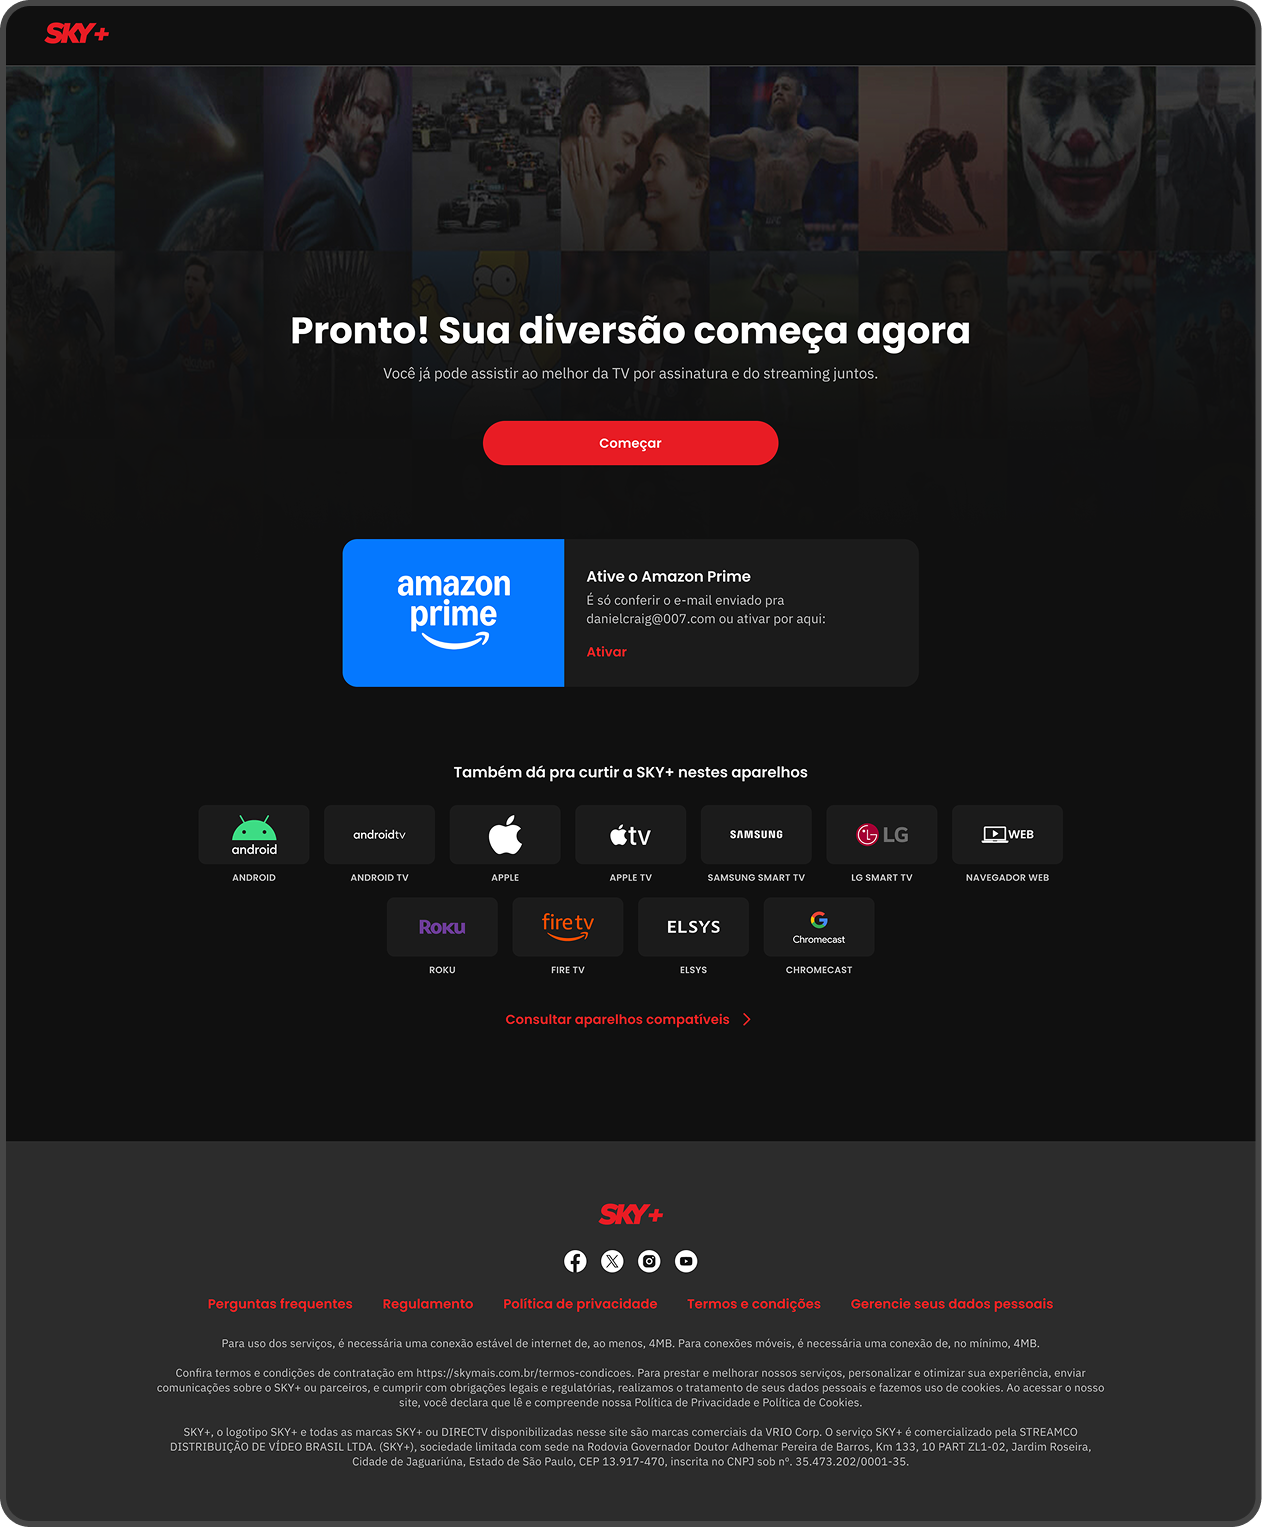 SKY+
Pronto! Sua diversão começa agora
Você já pode assistir ao melhor da TV por assinatura e do streaming juntos.
Começar
amazon
prime
Ative o Amazon Prime
É só conferir o e-mail enviado pra
danielcraig@007.com ou ativar por aqui:
Ativar
Também dá pra curtir a SKY+ nestes aparelhos
android
androidtv
tv
SAMSUNG
LG
WEB
ANDROID
ANDROID TV
APPLE
APPLE TV
SAMSUNG SMART TV
LG SMART TV
NAVEGADOR WEB
Roku
fire tv
ELSYS
Chromecast
ROKU
FIRE TV
ELSYS
CHROMECAST
Consultar aparelhos compatíveis
SKY+
Perguntas frequentes
Regulamento
Política de privacidade
Termos e condições
Gerencie seus dados pessoais
Para uso dos serviços, é necessária uma conexão estável de internet de, ao menos, 4MB. Para conexões móveis, é necessária uma conexão de, no mínimo, 4MB.
Confira termos e condições de contratação em https://skymais.com.br/termos-condicoes. Para prestar e melhorar nossos serviços, personalizar e otimizar sua experiência, enviar
comunicações sobre o SKY+ ou parceiros, e cumprir com obrigações legais e regulatórias, realizamos o tratamento de seus dados pessoais e fazemos uso de cookies. Ao acessar o nosso
site, você declara que lê e compreende nossa Política de Privacidade e Política de Cookies.
SKY+, o logotipo SKY+ e todas as marcas SKY+ ou DIRECTV disponibilizadas nesse site são marcas comerciais da VRIO Corp. O serviço SKY+ é comercializado pela STREAMCO
DISTRIBUIÇÃO DE VÍDEO BRASIL LTDA. (SKY+), sociedade limitada com sede na Rodovia Governador Doutor Adhemar Pereira de Barros, Km 133, 10 PART ZL1-02, Jardim Roseira,
Cidade de Jaguariúna, Estado de São Paulo, CEP 13.917-470, inscrita no CNPJ sob nº. 35.473.202/0001-35.